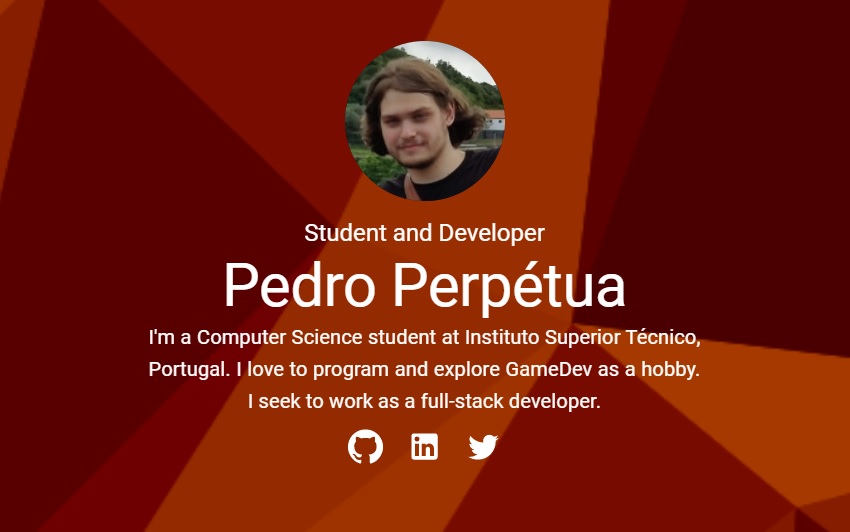 Student and Developer
Pedro Perpétua
I'm a Computer Science student at Instituto Superior Técnico,
Portugal. I love to program and explore GameDev as a hobby.
I seek to work as a full-stack developer.
in